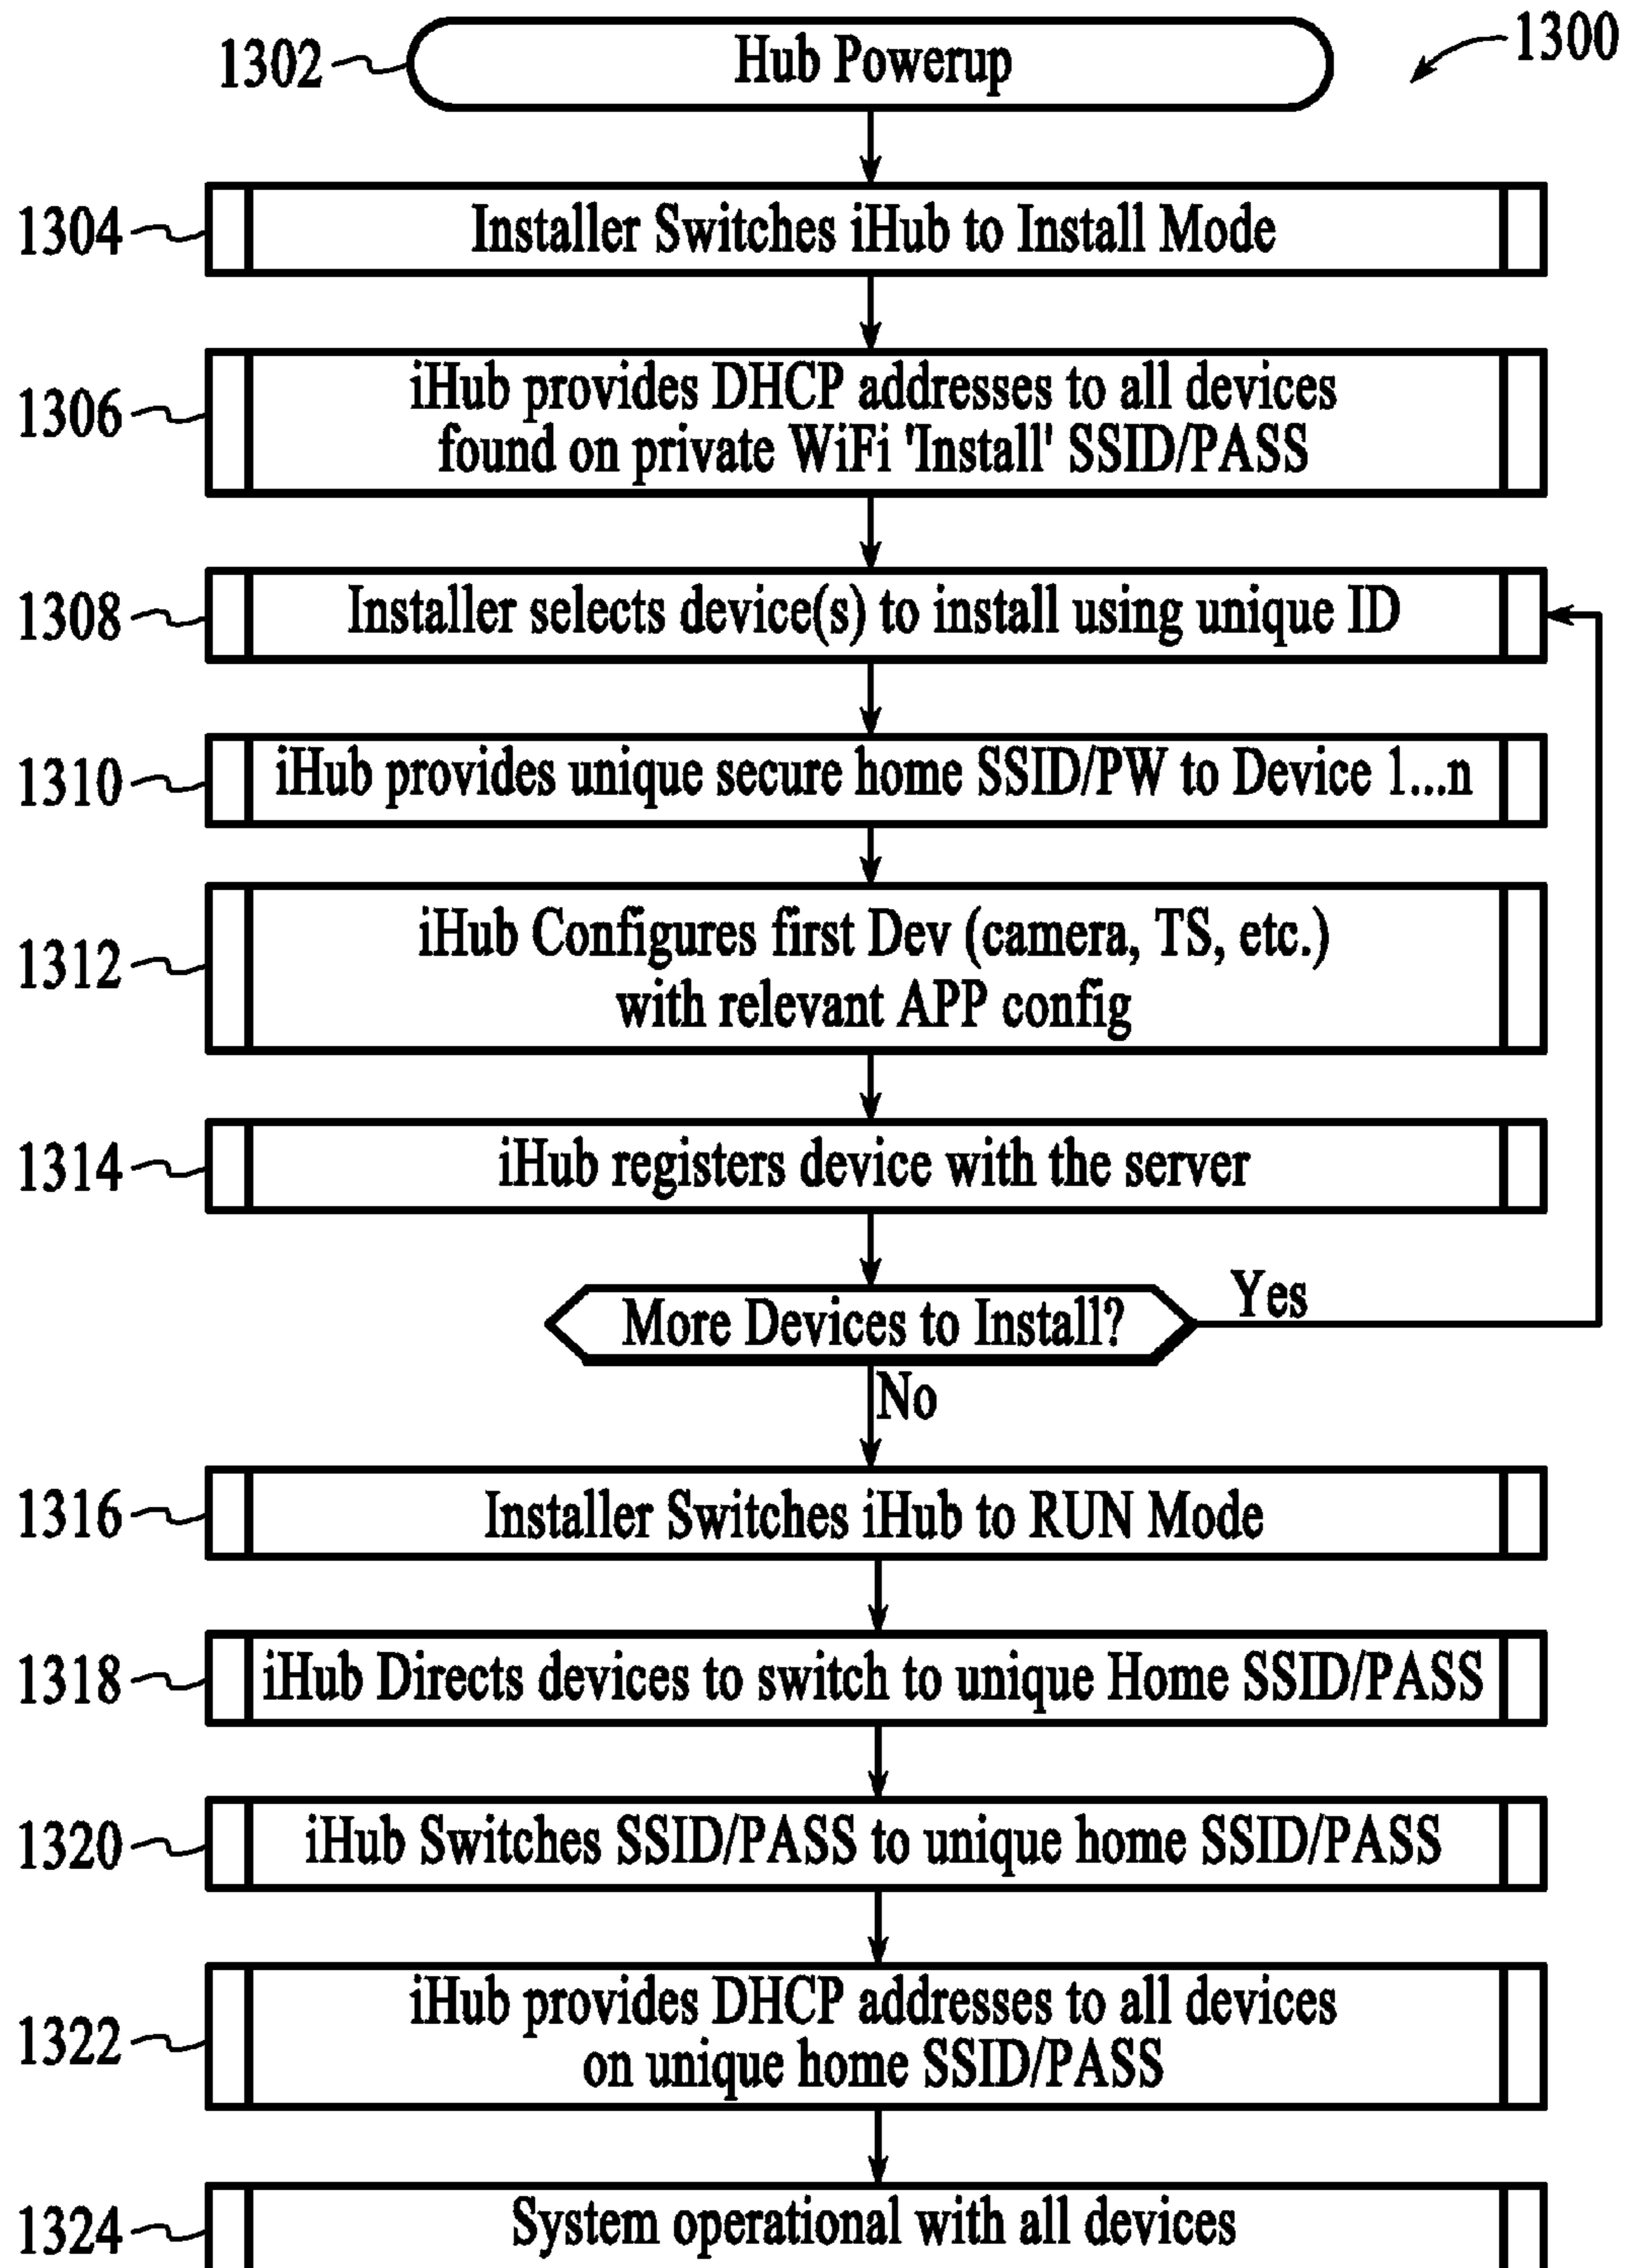 1300
1302 Hub Powerup
1304 Installer Switches iHub to Install Mode
1306 iHub provides DHCP addresses to all devices
found on private WiFi 'Install' SSID/PASS
1308 Installer selects device(s) to install using unique ID
1310 iHub provides unique secure home SSID/PW to Device 1...n
1312 iHub Configures first Dev (camera, TS, etc.)
with relevant APP config
1314 iHub registers device with the server
More Devices to Install?
Yes
No
1316 Installer Switches iHub to RUN Mode
1318 iHub Directs devices to switch to unique Home SSID/PASS
1320 iHub Switches SSID/PASS to unique home SSID/PASS
1322 iHub provides DHCP addresses to all devices
on unique home SSID/PASS
1324 System operational with all devices